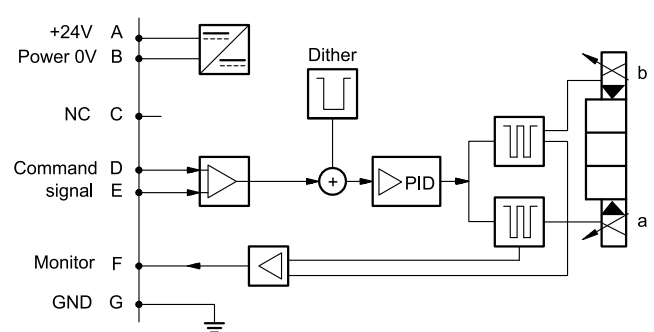 +24V A
Power 0V B
Dither
b
NC C
Command D
signal E
+
PID
a
Monitor F
GND G